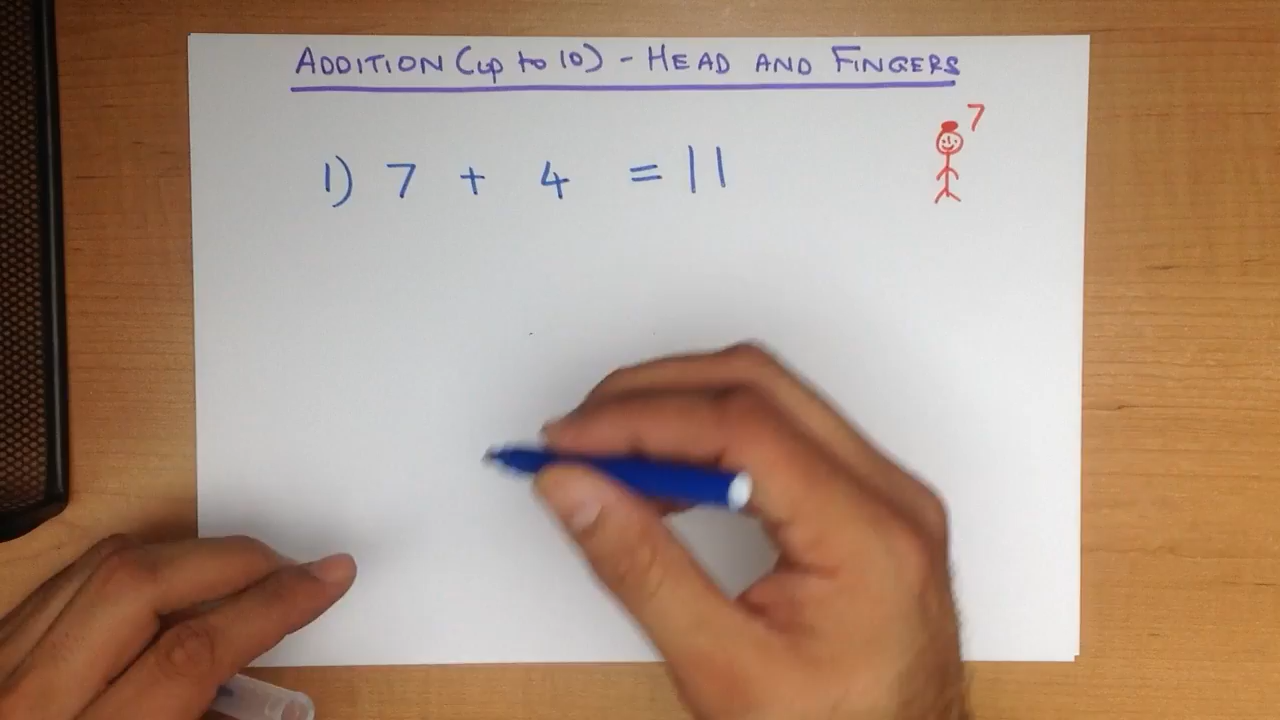 ADDITION (up to 10) - HEAD AND FINGERS
7
1) 7 + 4 = 11